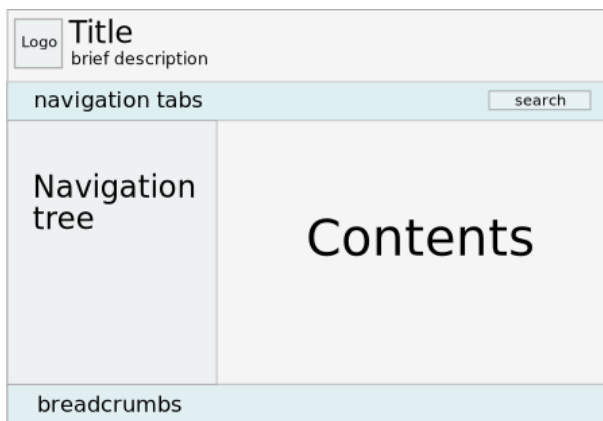 Logo
Title
brief description
navigation tabs
search
Navigation
tree
Contents
breadcrumbs